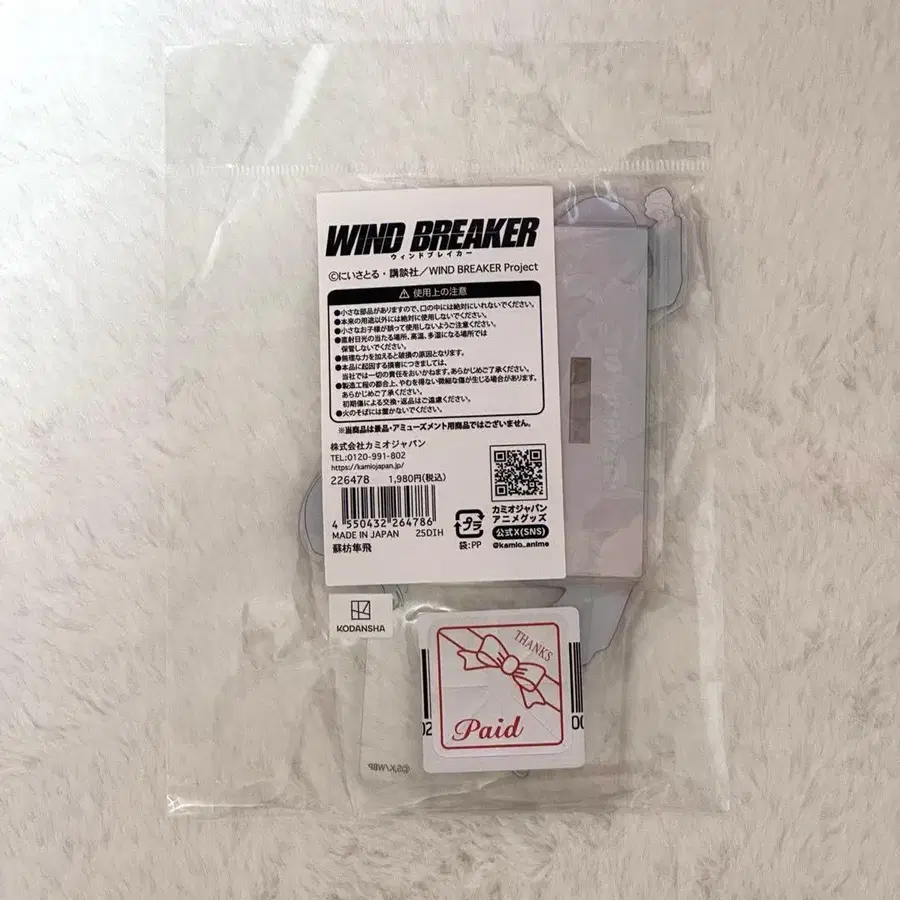 WIND BREAKER
ウィンドブレイカー
©にいさとる・講談社/WIND BREAKER Project
⚠ 使用上の注意
●小さな部品がありますので、口の中には絶対にいれないでください。
●本来の用途以外には絶対に使用しないでください。
●小さなお子様が誤って使用しないようご注意ください。
●直射日光の当たる場所、高温、多湿になる場所では
保管しないでください。
●無理な力を加えると破損の原因となります。
●本品に起因する損害につきましては、
当社では一切の責任をおいかねます。あらかじめご了承ください。
●製造工程の都合上、やむを得ない微細な傷が生じる場合があります。
あらかじめご了承ください。
初期傷による交換・返品はご遠慮ください。
●火のそばには置かないでください。
※当商品は景品・アミューズメント用商品ではございません。
株式会社カミオジャパン
TEL:0120-991-802
https://kamiojapan.jp/
226478 1,980円(税込)
4 550432 264786
MADE IN JAPAN 25DIH
蘇枋隼飛
プラ
袋:PP
カミオジャパン
アニメグッズ
公式X(SNS)
@kamio_anime
KODANSHA
THANKS
Paid
02
00
©S,K/WBP